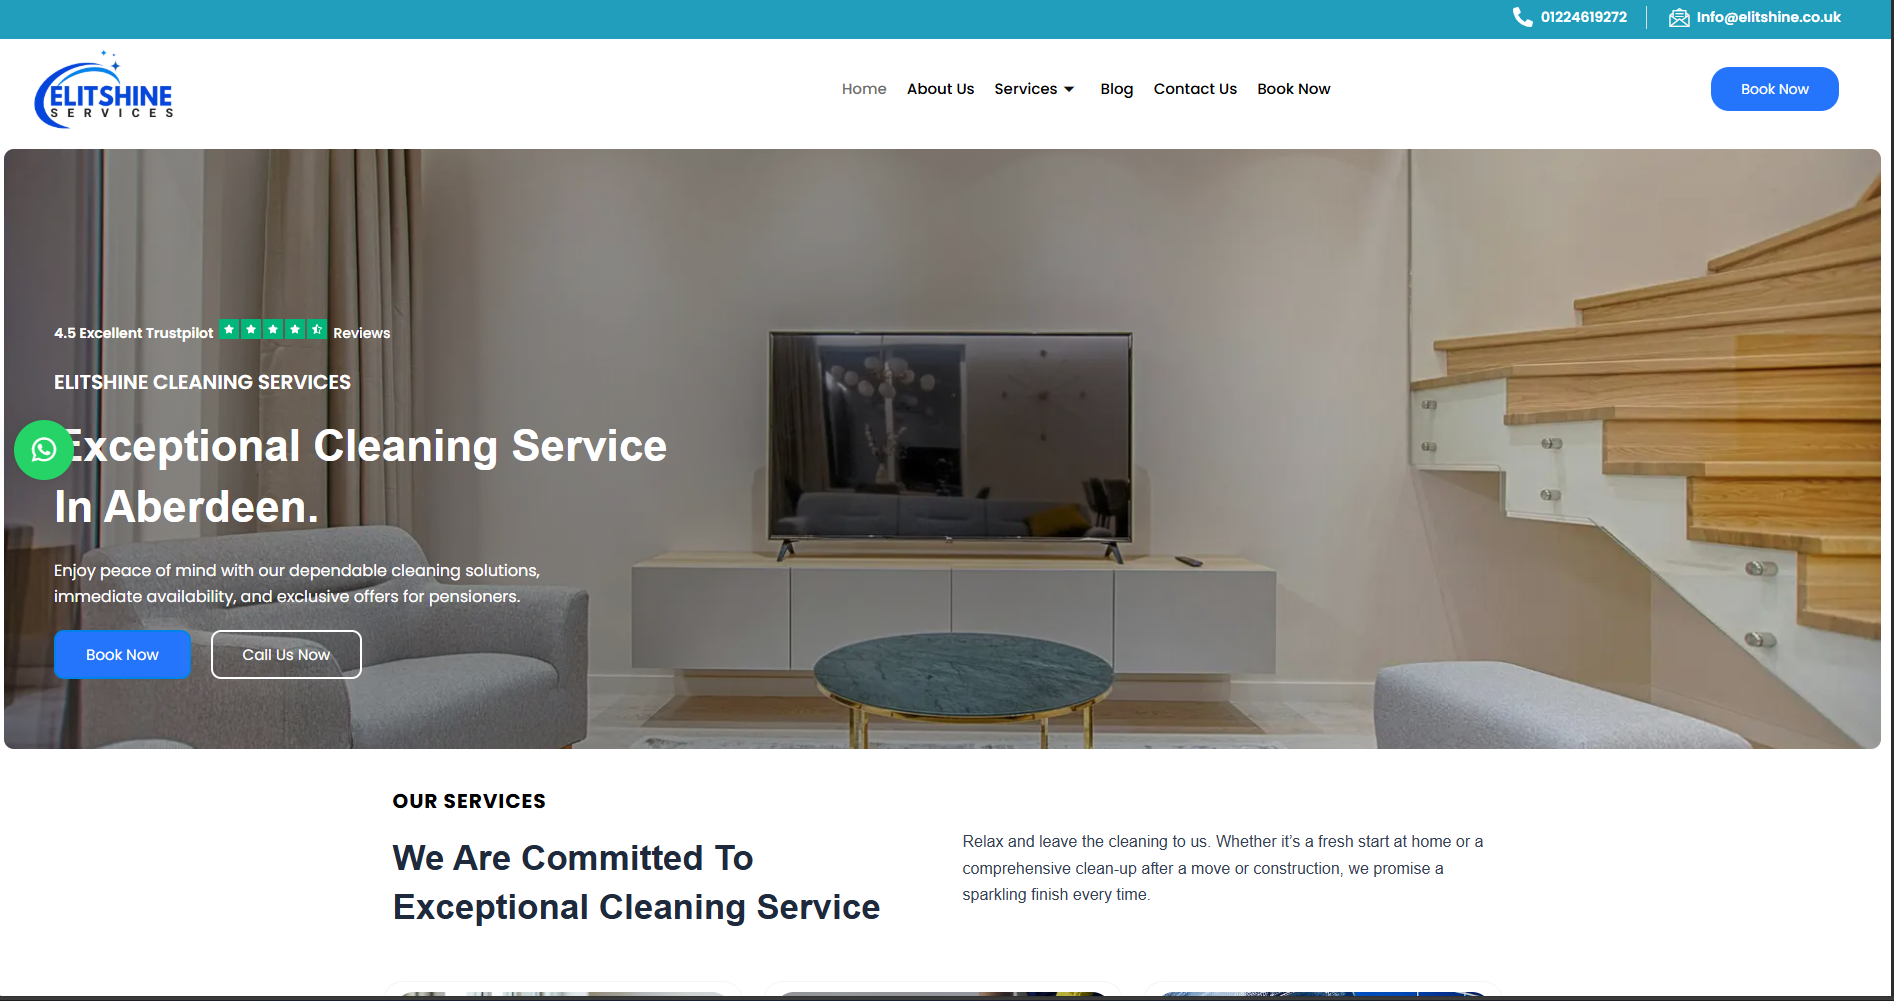 01224619272
Info@elitshine.co.uk
ELITSHINE
SERVICES
Home
About Us
Services
Blog
Contact Us
Book Now
Book Now
4.5 Excellent Trustpilot
Reviews
ELITSHINE CLEANING SERVICES
Exceptional Cleaning Service
In Aberdeen.
Enjoy peace of mind with our dependable cleaning solutions,
immediate availability, and exclusive offers for pensioners.
Book Now
Call Us Now
OUR SERVICES
We Are Committed To
Exceptional Cleaning Service
Relax and leave the cleaning to us. Whether it’s a fresh start at home or a
comprehensive clean-up after a move or construction, we promise a
sparkling finish every time.